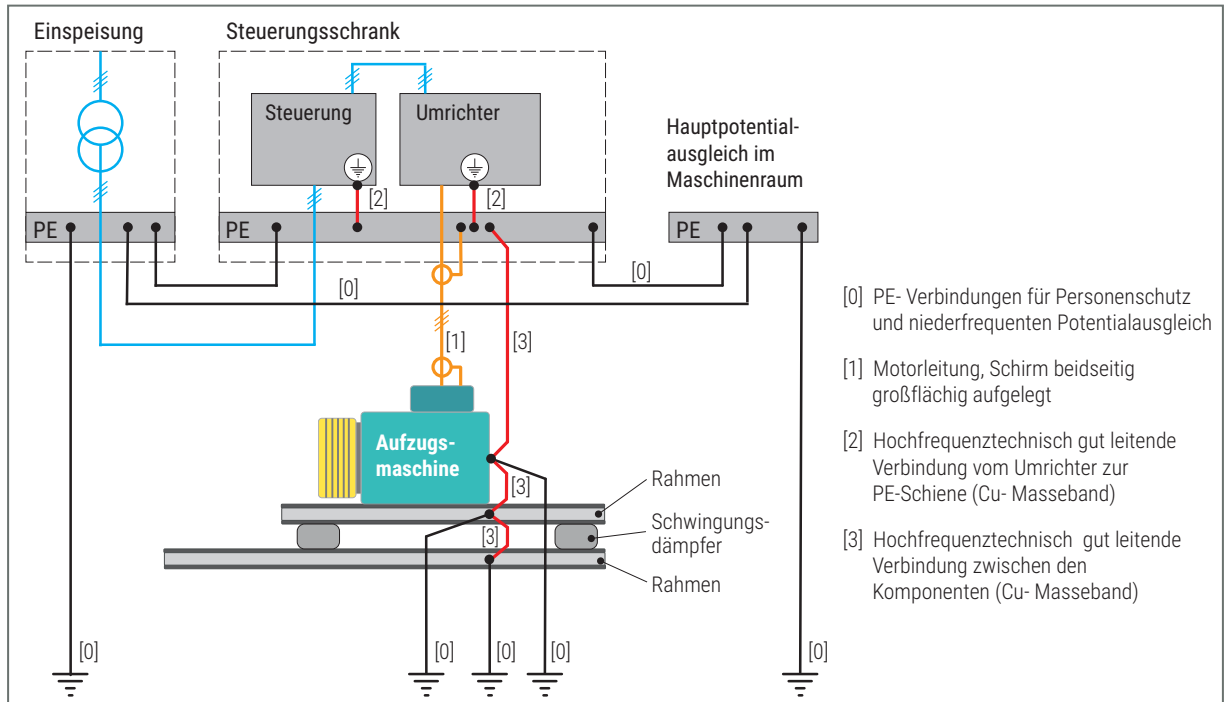 Einspeisung
Steuerungsschrank
Steuerung
Umrichter
Hauptpotential-
ausgleich im
Maschinenraum
[2]
[2]
PE
PE
PE
[0]
[0]
[1]
[3]
Aufzugs-
maschine
[3]
[3]
Rahmen
Schwingungs-
dämpfer
Rahmen
[0]
[0]
[0]
[0]
[0]
[0] PE- Verbindungen für Personenschutz
und niederfrequenten Potentialausgleich
[1] Motorleitung, Schirm beidseitig
großflächig aufgelegt
[2] Hochfrequenztechnisch gut leitende
Verbindung vom Umrichter zur
PE-Schiene (Cu- Masseband)
[3] Hochfrequenztechnisch gut leitende
Verbindung zwischen den
Komponenten (Cu- Masseband)